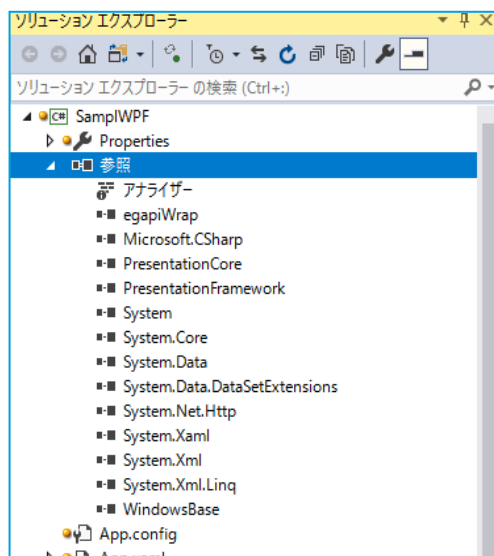 ソリューション エクスプローラー
ソリューション エクスプローラー の検索 (Ctrl+:)
C# SamplWPF
Properties
参照
アナライザー
egapiWrap
Microsoft.CSharp
PresentationCore
PresentationFramework
System
System.Core
System.Data
System.Data.DataSetExtensions
System.Net.Http
System.Xaml
System.Xml
System.Xml.Linq
WindowsBase
App.config